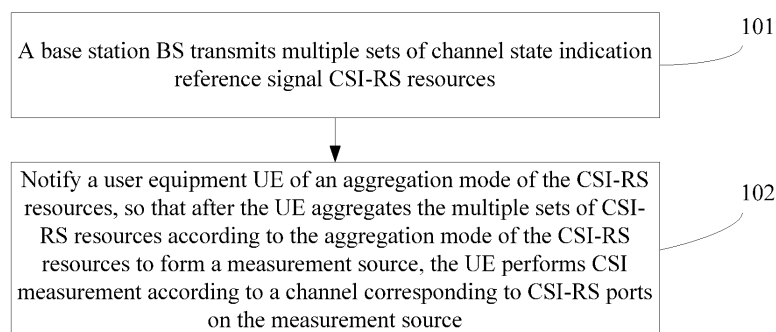 A base station BS transmits multiple sets of channel state indication
reference signal CSI-RS resources
101
Notify a user equipment UE of an aggregation mode of the CSI-RS
resources, so that after the UE aggregates the multiple sets of CSI-
RS resources according to the aggregation mode of the CSI-RS
resources to form a measurement source, the UE performs CSI
measurement according to a channel corresponding to CSI-RS ports
on the measurement source
102